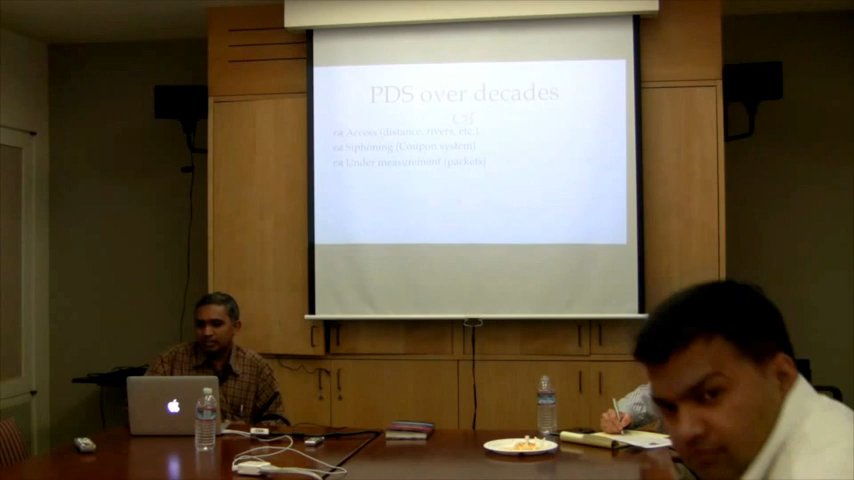 PDS over decades
Access (distance, rivers, etc.)
Siphoning (Coupon system)
Under measurement (packets)